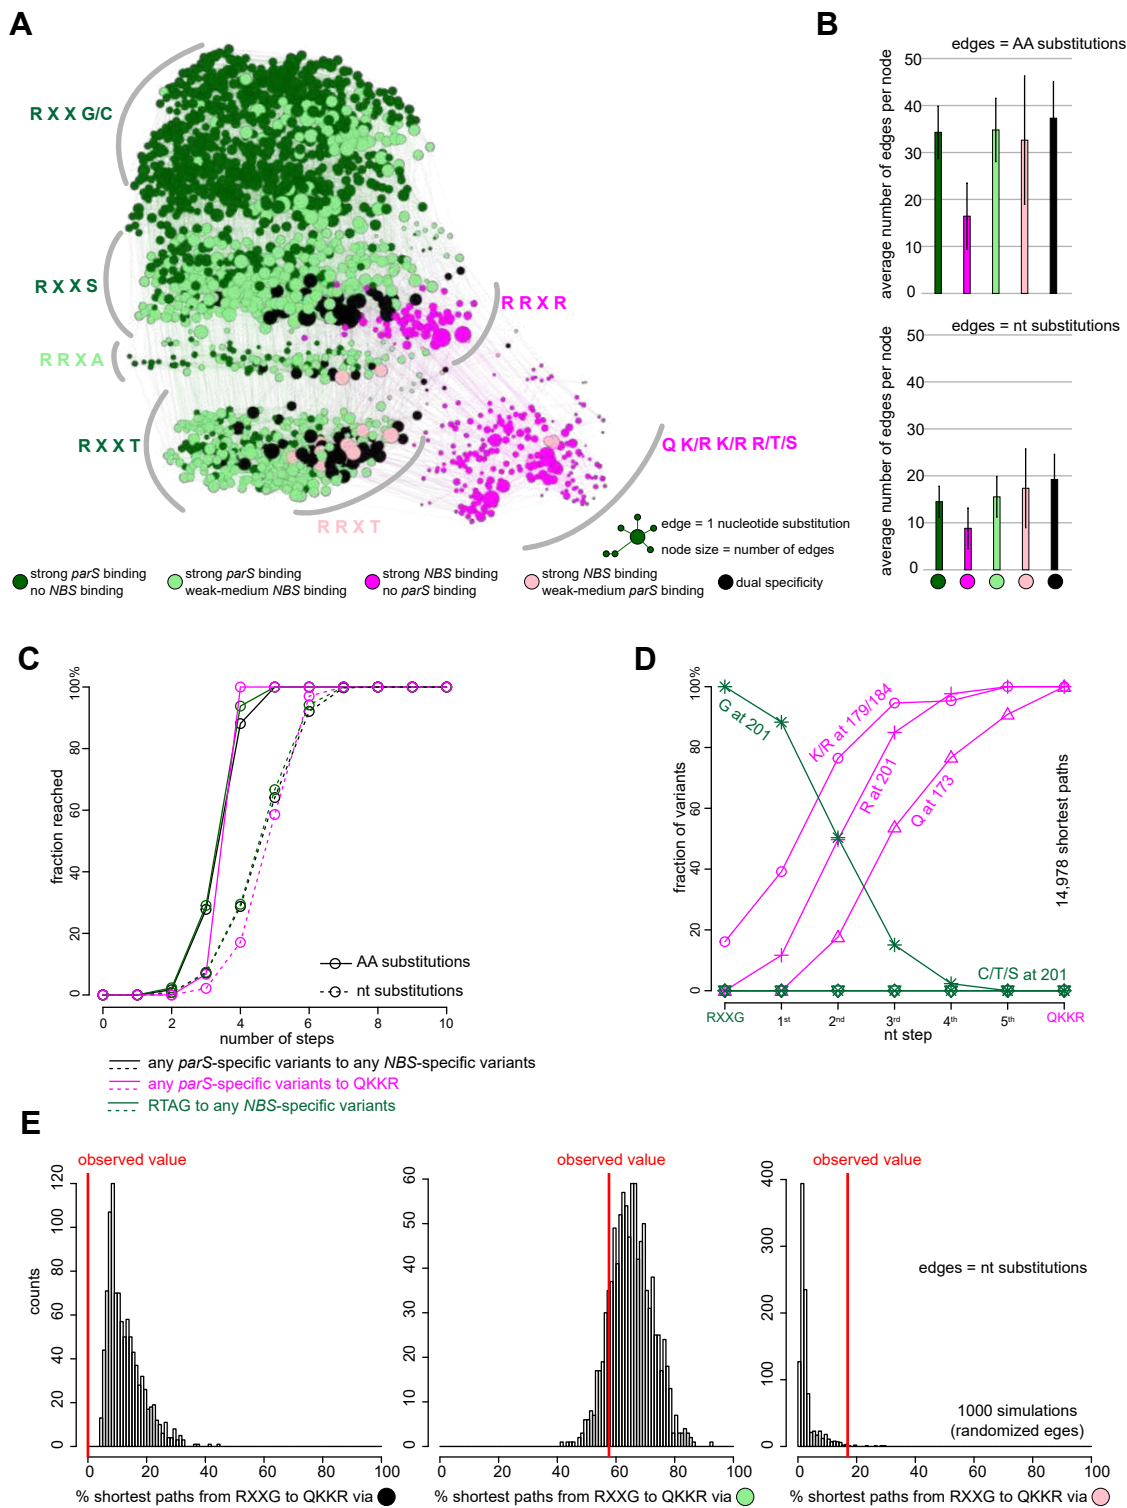 A
R X X G/C
R X X S
R R X A
R X X T
R R X R
Q K/R K/R R/T/S
R R X T
edge = 1 nucleotide substitution
node size = number of edges
strong parS binding
no NBS binding
strong parS binding
weak-medium NBS binding
strong NBS binding
no parS binding
strong NBS binding
weak-medium parS binding
dual specificity
B
edges = AA substitutions
average number of edges per node
50
40
30
20
10
0
edges = nt substitutions
average number of edges per node
50
40
30
20
10
0
C
fraction reached
100%
80
60
40
20
0
AA substitutions
nt substitutions
0 2 4 6 8 10
number of steps
any parS-specific variants to any NBS-specific variants
any parS-specific variants to QKKR
RTAG to any NBS-specific variants
D
fraction of variants
100%
80
60
40
20
0
G at 201
K/R at 179/184
R at 201
Q at 173
C/T/S at 201
14,978 shortest paths
RXXG 1st 2nd 3rd 4th 5th QKKR
nt step
E
observed value
counts
120
100
80
60
40
20
0
0 20 40 60 80 100
% shortest paths from RXXG to QKKR via
observed value
60
50
40
30
20
10
0
0 20 40 60 80 100
% shortest paths from RXXG to QKKR via
observed value
400
300
200
100
0
edges = nt substitutions
1000 simulations
(randomized eges)
0 20 40 60 80 100
% shortest paths from RXXG to QKKR via